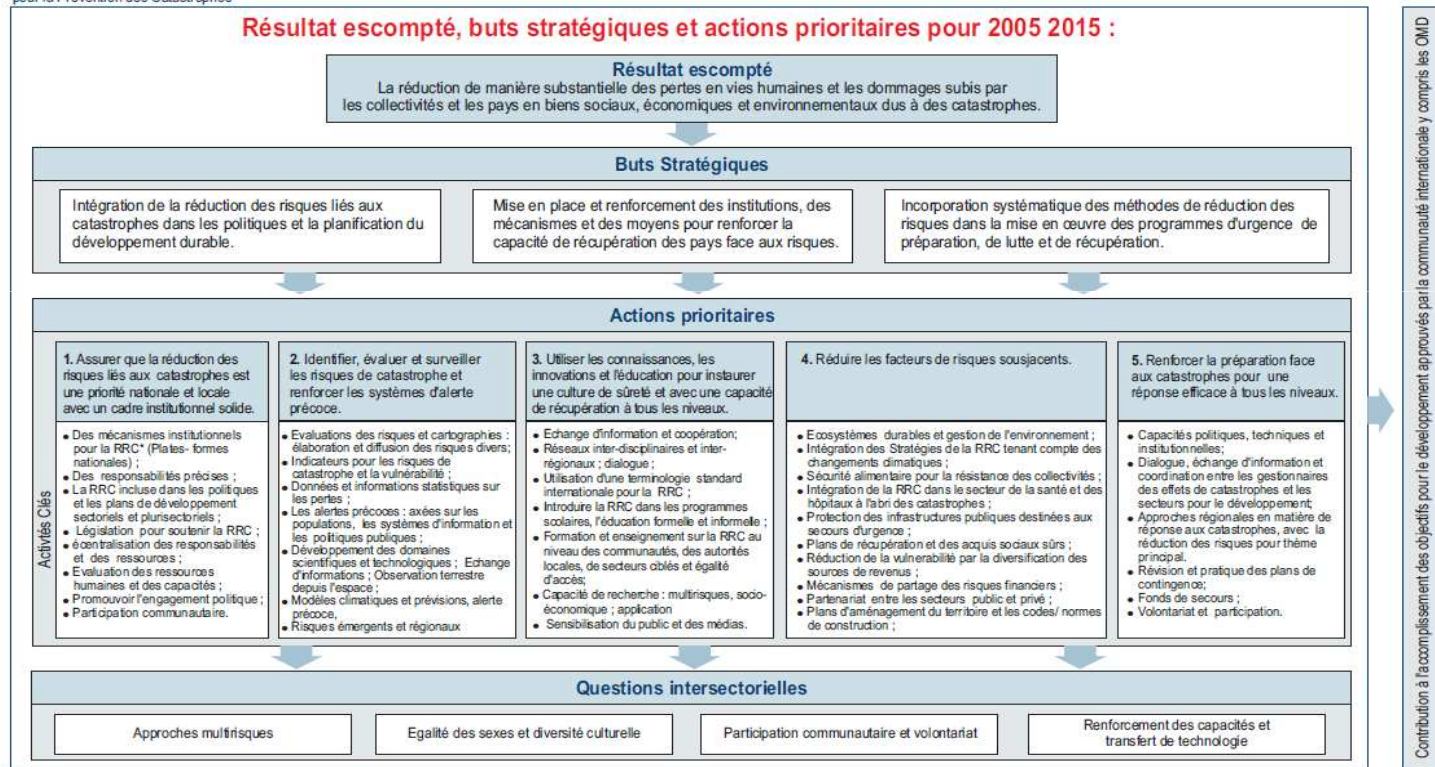 pour la Prévention des Catastrophes
Résultat escompté, buts stratégiques et actions prioritaires pour 2005 2015 :
Résultat escompté
La réduction de manière substantielle des pertes en vies humaines et les dommages subis par
les collectivités et les pays en biens sociaux, économiques et environnementaux dus à des catastrophes.
Buts Stratégiques
Intégration de la réduction des risques liés aux
catastrophes dans les politiques et la planification du
développement durable.
Mise en place et renforcement des institutions, des
mécanismes et des moyens pour renforcer la
capacité de récupération des pays face aux risques.
Incorporation systématique des méthodes de réduction des
risques dans la mise en œuvre des programmes d'urgence de
préparation, de lutte et de récupération.
Actions prioritaires
Activités Clés
1. Assurer que la réduction des
risques liés aux catastrophes est
une priorité nationale et locale
avec un cadre institutionnel solide.
• Des mécanismes institutionnels
pour la RRC* (Plates- formes
nationales) ;
• Des responsabilités précises ;
• La RRC incluse dans les politiques
et les plans de développement
sectoriels et plurisectoriels ;
• Législation pour soutenir la RRC ;
• écentralisation des responsabilités
et des ressources ;
• Evaluation des ressources
humaines et des capacités ;
• Promouvoir l'engagement politique ;
• Participation communautaire.
2. Identifier, évaluer et surveiller
les risques de catastrophe et
renforcer les systèmes d'alerte
précoce.
• Evaluations des risques et cartographies :
élaboration et diffusion des risques divers;
• Indicateurs pour les risques de
catastrophe et la vulnérabilité ;
• Données et informations statistiques sur
les pertes ;
• Les alertes précoces : axées sur les
populations, les systèmes d'information et
les politiques publiques ;
• Développement des domaines
scientifiques et technologiques ; Echange
d'informations ; Observation terrestre
depuis l'espace ;
• Modèles climatiques et prévisions, alerte
précoce,
• Risques émergents et régionaux
3. Utiliser les connaissances, les
innovations et l'éducation pour instaurer
une culture de sûreté et avec une capacité
de récupération à tous les niveaux.
• Echange d'information et coopération;
• Réseaux inter-disciplinaires et inter-
régionaux ; dialogue ;
• Utilisation d'une terminologie standard
internationale pour la RRC ;
• Introduire la RRC dans les programmes
scolaires, l'éducation formelle et informelle ;
• Formation et enseignement sur la RRC au
niveau des communautés, des autorités
locales, de secteurs ciblés et égalité
d'accès;
• Capacité de recherche : multirisques, socio-
économique ; application
• Sensibilisation du public et des médias.
4. Réduire les facteurs de risques sousjacents.
• Ecosystèmes durables et gestion de l'environnement ;
• Intégration des Stratégies de la RRC tenant compte des
changements climatiques ;
• Sécurité alimentaire pour la résistance des collectivités ;
• Intégration de la RRC dans le secteur de la santé et des
hôpitaux à l'abri des catastrophes ;
• Protection des infrastructures publiques destinées aux
secours d'urgence ;
• Plans de récupération et des acquis sociaux sûrs ;
• Réduction de la vulnérabilité par la diversification des
sources de revenus ;
• Mécanismes de partage des risques financiers ;
• Partenariat entre les secteurs public et privé ;
• Plans d'aménagement du territoire et les codes/ normes
de construction ;
5. Renforcer la préparation face
aux catastrophes pour une
réponse efficace à tous les niveaux.
• Capacités politiques, techniques et
institutionnelles;
• Dialogue, échange d'information et
coordination entre les gestionnaires
des effets de catastrophes et les
secteurs pour le développement;
• Approches régionales en matière de
réponse aux catastrophes, avec la
réduction des risques pour thème
principal.
• Révision et pratique des plans de
contingence;
• Fonds de secours ;
• Volontariat et participation.
Questions intersectorielles
Approches multirisques
Egalité des sexes et diversité culturelle
Participation communautaire et volontariat
Renforcement des capacités et
transfert de technologie
Contribution à l'accomplissement des objectifs pour le développement approuvés par la communauté internationale y compris les OMD